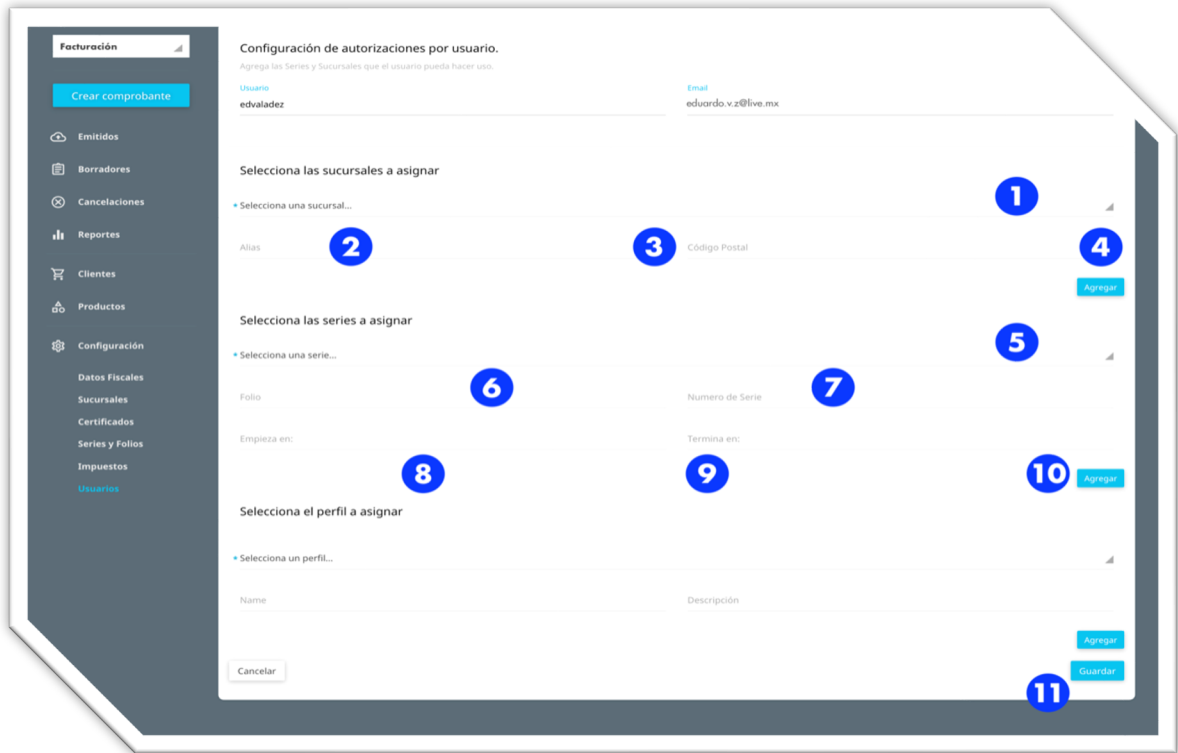 Facturación
Crear comprobante
Emitidos
Borradores
Cancelaciones
Reportes
Clientes
Productos
Configuración
Datos Fiscales
Sucursales
Certificados
Series y Folios
Impuestos
Usuarios
Configuración de autorizaciones por usuario.
Agrega las Series y Sucursales que el usuario pueda hacer uso.
Usuario Email
edvaladez eduardo.v.z@live.mx
Selecciona las sucursales a asignar
Selecciona una sucursal... 1
Alias 2 3 Código Postal 4
Agregar
Selecciona las series a asignar
Selecciona una serie... 5
Folio 6 Numero de Serie 7
Empieza en: Termina en:
8 9 10 Agregar
Selecciona el perfil a asignar
Selecciona un perfil...
Name Descripción
Agregar
Cancelar Guardar
11